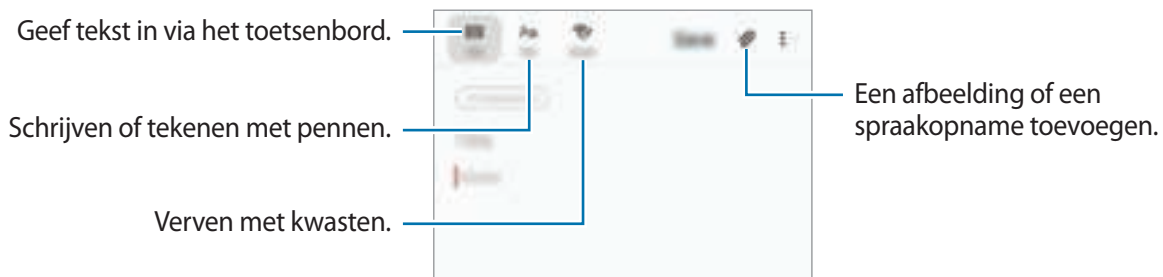 Geef tekst in via het toetsenbord.
Schrijven of tekenen met pennen.
Verven met kwasten.
Een afbeelding of een
spraakopname toevoegen.